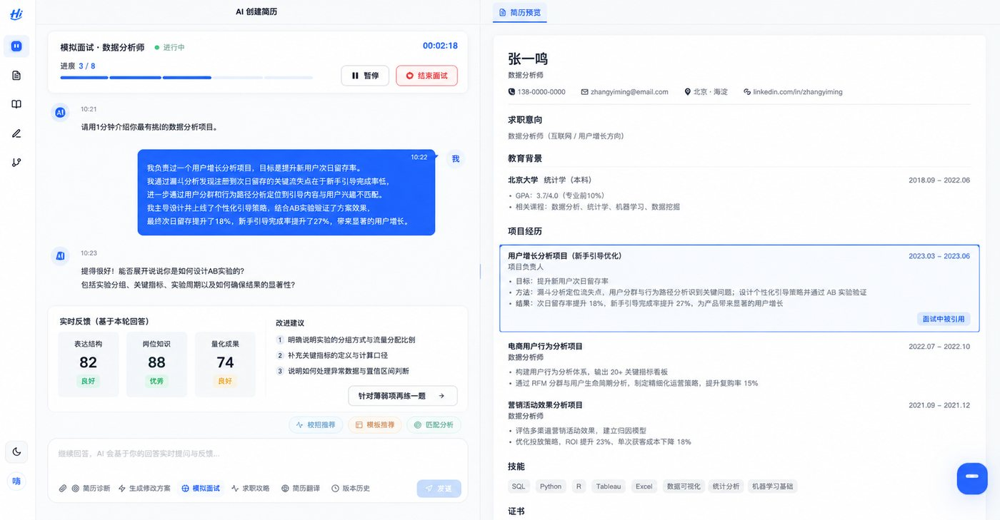 Hi
AI 创建简历
简历预览
模拟面试 · 数据分析师
进行中
00:02:18
进度 3 / 8
暂停
结束面试
AI
10:21
请用1分钟介绍你最有挑的数据分析项目。
10:22
我
我负责过一个用户增长分析项目，目标是提升新用户次日留存率。
我通过漏斗分析发现注册到次日留存的关键流失点在于新手引导完成率低，
进一步通过用户分群和行为路径分析定位到引导内容与用户兴趣不匹配。
我主导设计并上线了个性化引导策略，结合AB实验验证了方案效果，
最终次日留存提升了18%，新手引导完成率提升了27%，带来显著的用户增长。
AI
10:23
提得很好！能否展开说说你是如何设计AB实验的？
包括实验分组、关键指标、实验周期以及如何确保结果的显著性？
实时反馈（基于本轮回答）
表达结构
82
良好
岗位知识
88
优秀
量化成果
74
良好
改进建议
1 明确说明实验的分组方式与流量分配比例
2 补充关键指标的定义与计算口径
3 说明如何处理异常数据与置信区间判断
针对薄弱项再练一题 →
校招推荐
模板推荐
匹配分析
继续回答，AI 会基于你的回答实时提问与反馈...
简历诊断
生成修改方案
模拟面试
求职攻略
简历翻译
版本历史
发送
嗨
张一鸣
数据分析师
138-0000-0000
zhangyiming@email.com
北京 · 海淀
linkedin.com/in/zhangyiming
求职意向
数据分析师（互联网 / 用户增长方向）
教育背景
北京大学 统计学（本科）
2018.09 – 2022.06
• GPA：3.7/4.0（专业前10%）
• 相关课程：数据分析、统计学、机器学习、数据挖掘
项目经历
用户增长分析项目（新手引导优化）
2023.03 – 2023.06
项目负责人
• 目标：提升新用户次日留存率
• 方法：漏斗分析定位流失点，用户分群与行为路径分析识到关键问题；设计个性化引导策略并通过 AB 实验验证
• 结果：次日留存率提升 18%，新手引导完成率提升 27%，为产品带来显著的用户增长
面试中被引用
电商用户行为分析项目
2022.07 – 2022.10
数据分析师
• 构建用户行为分析体系，输出 20+ 关键指标看板
• 通过 RFM 分群与用户生命周期分析，制定精细化运营策略，提升复购率 15%
营销活动效果分析项目
2021.09 – 2021.12
数据分析师
• 评估多渠道营销活动效果，建立归因模型
• 优化投放策略，ROI 提升 23%，单次获客成本下降 18%
技能
SQL
Python
R
Tableau
Excel
数据可视化
统计分析
机器学习基础
证书